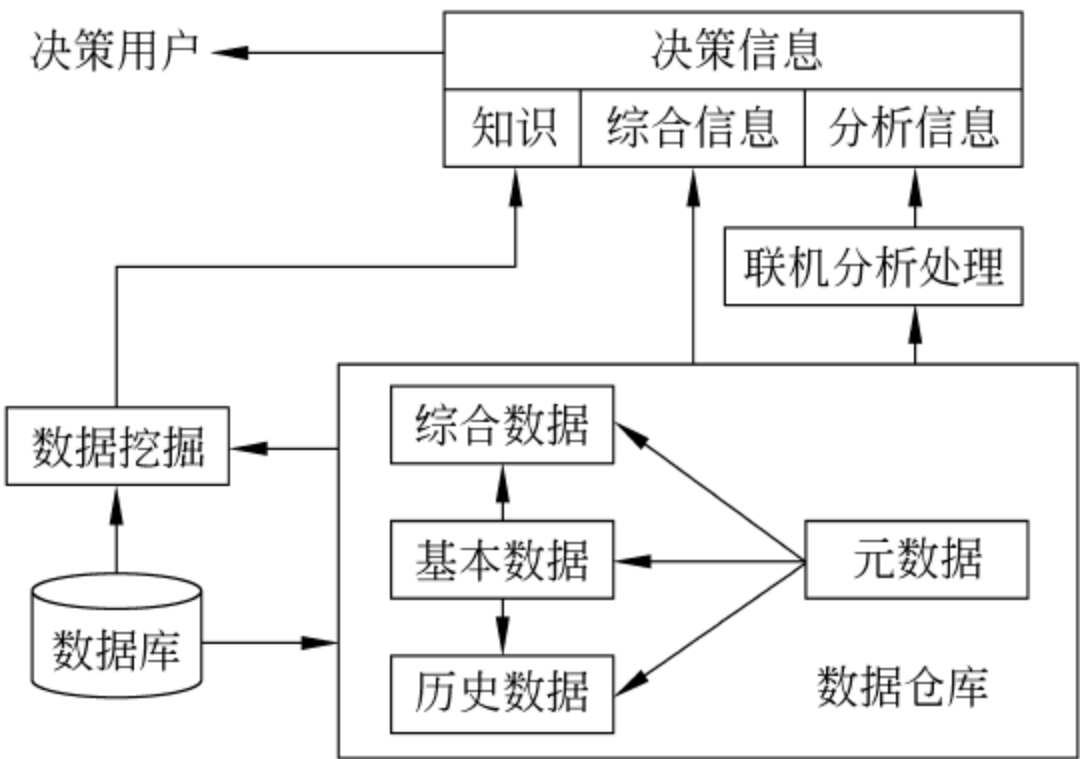 决策用户
决策信息
知识
综合信息
分析信息
联机分析处理
综合数据
数据挖掘
基本数据
元数据
数据库
历史数据
数据仓库